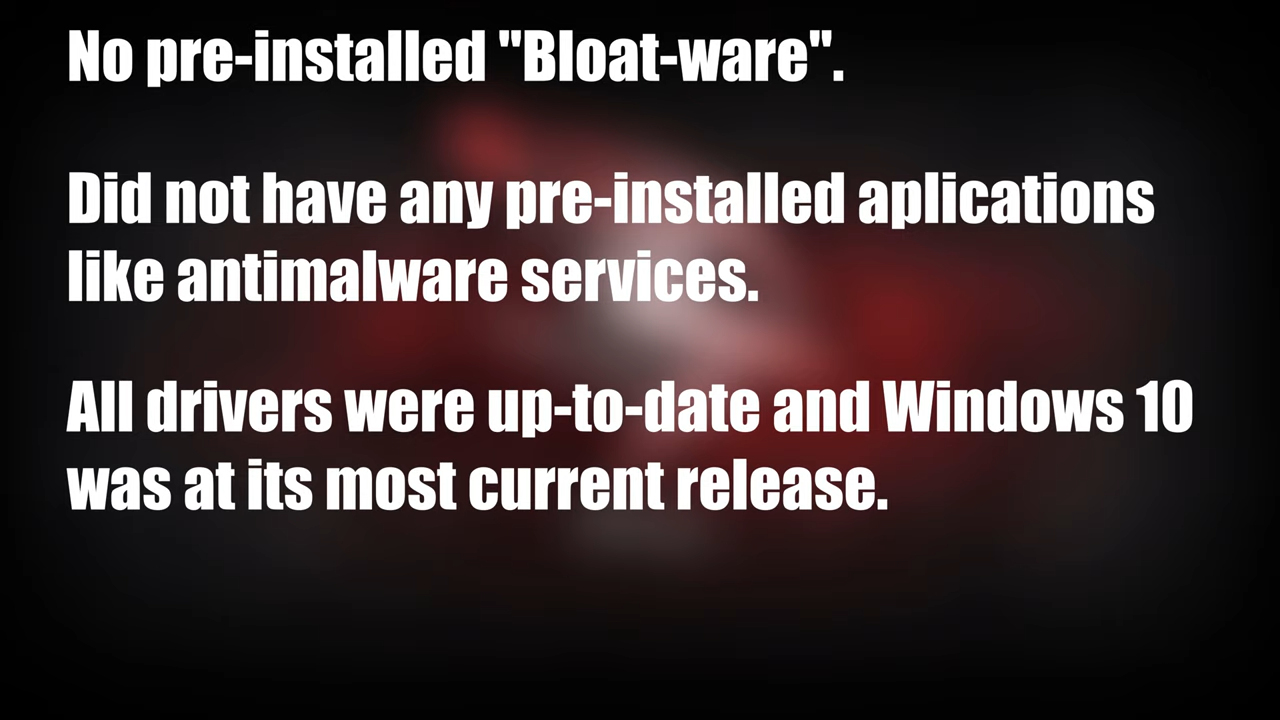 No pre-installed "Bloat-ware".
Did not have any pre-installed aplications
like antimalware services.
All drivers were up-to-date and Windows 10
was at its most current release.